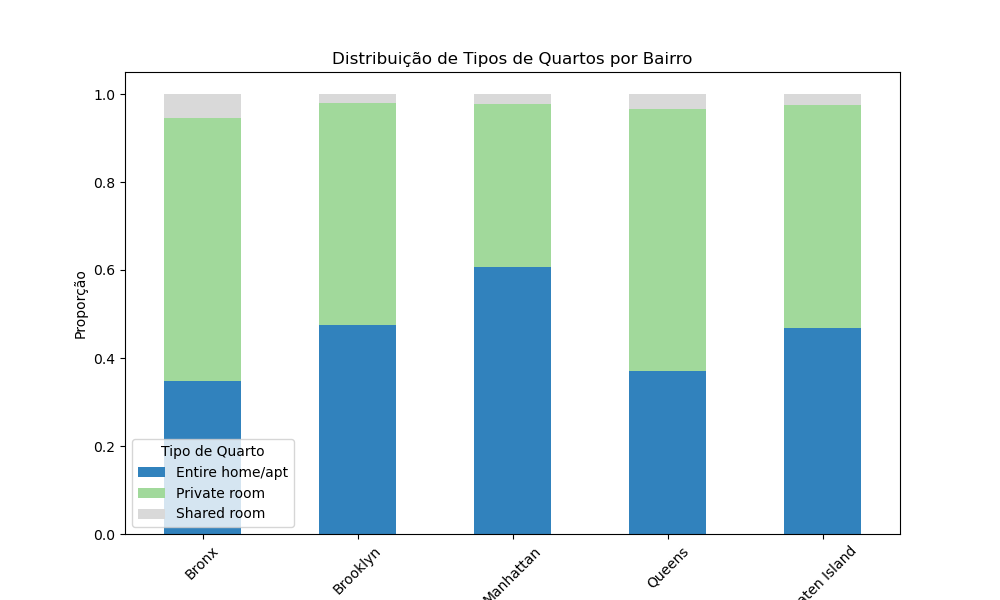 Distribuição de Tipos de Quartos por Bairro
Proporção
1.0
0.8
0.6
0.4
0.2
0.0
Tipo de Quarto
Entire home/apt
Private room
Shared room
Bronx
Brooklyn
Manhattan
Queens
aten Island